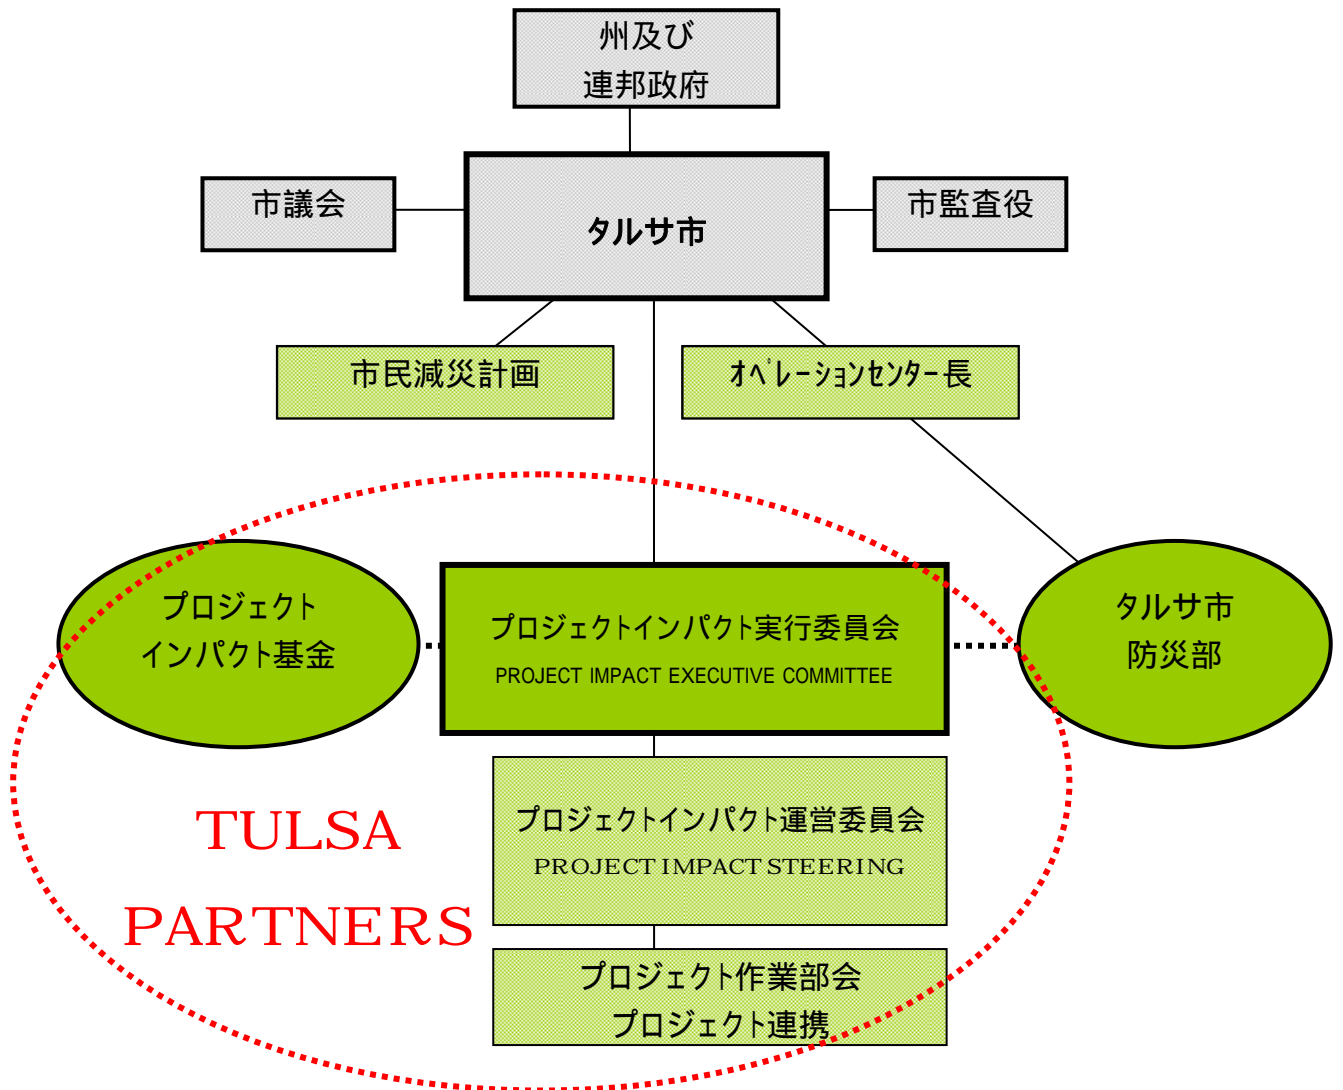 州及び
連邦政府
市議会
タルサ市
市監査役
市民減災計画
ｵﾍﾟﾚｰｼｮﾝｾﾝﾀｰ長
プロジェクト
インパクト基金
プロジェクトインパクト実行委員会
PROJECT IMPACT EXECUTIVE COMMITTEE
タルサ市
防災部
プロジェクトインパクト運営委員会
PROJECT IMPACT STEERING
TULSA
PARTNERS
プロジェクト作業部会
プロジェクト連携